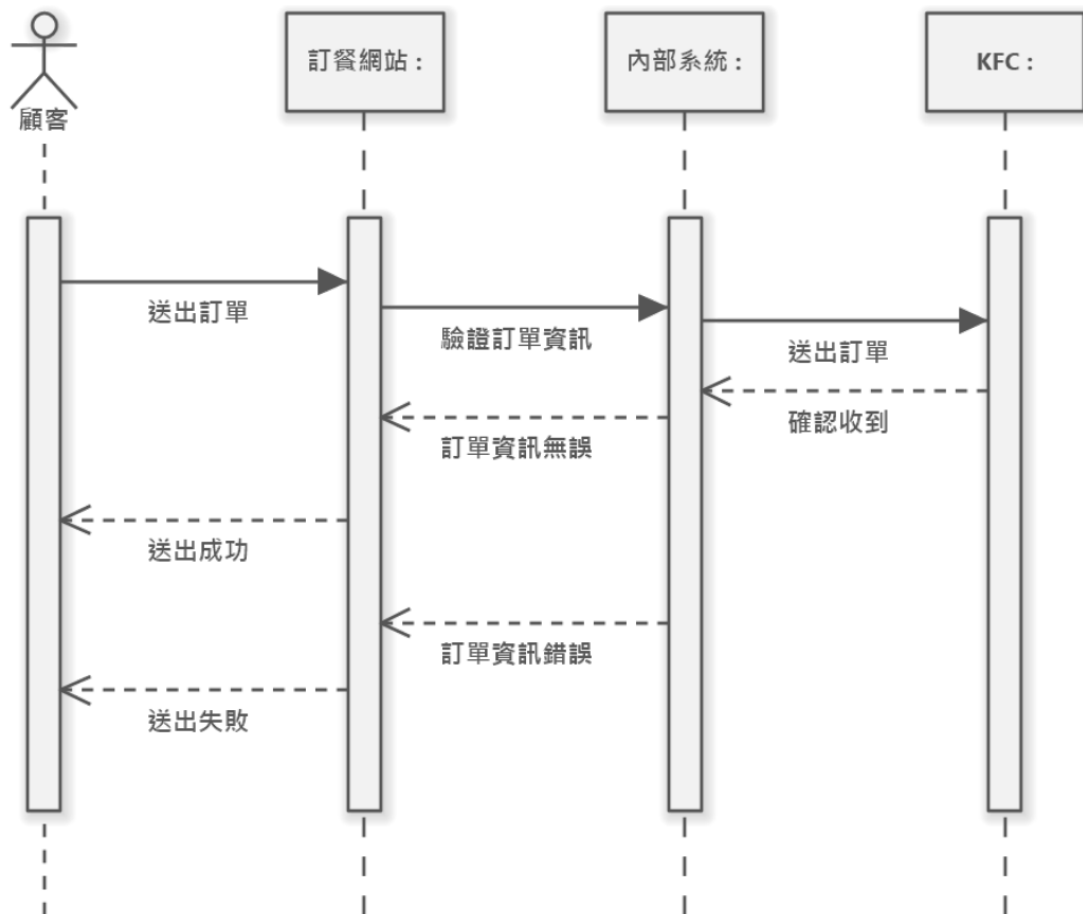 顧客
訂餐網站 :
內部系統 :
KFC :
送出訂單
驗證訂單資訊
送出訂單
確認收到
訂單資訊無誤
送出成功
訂單資訊錯誤
送出失敗